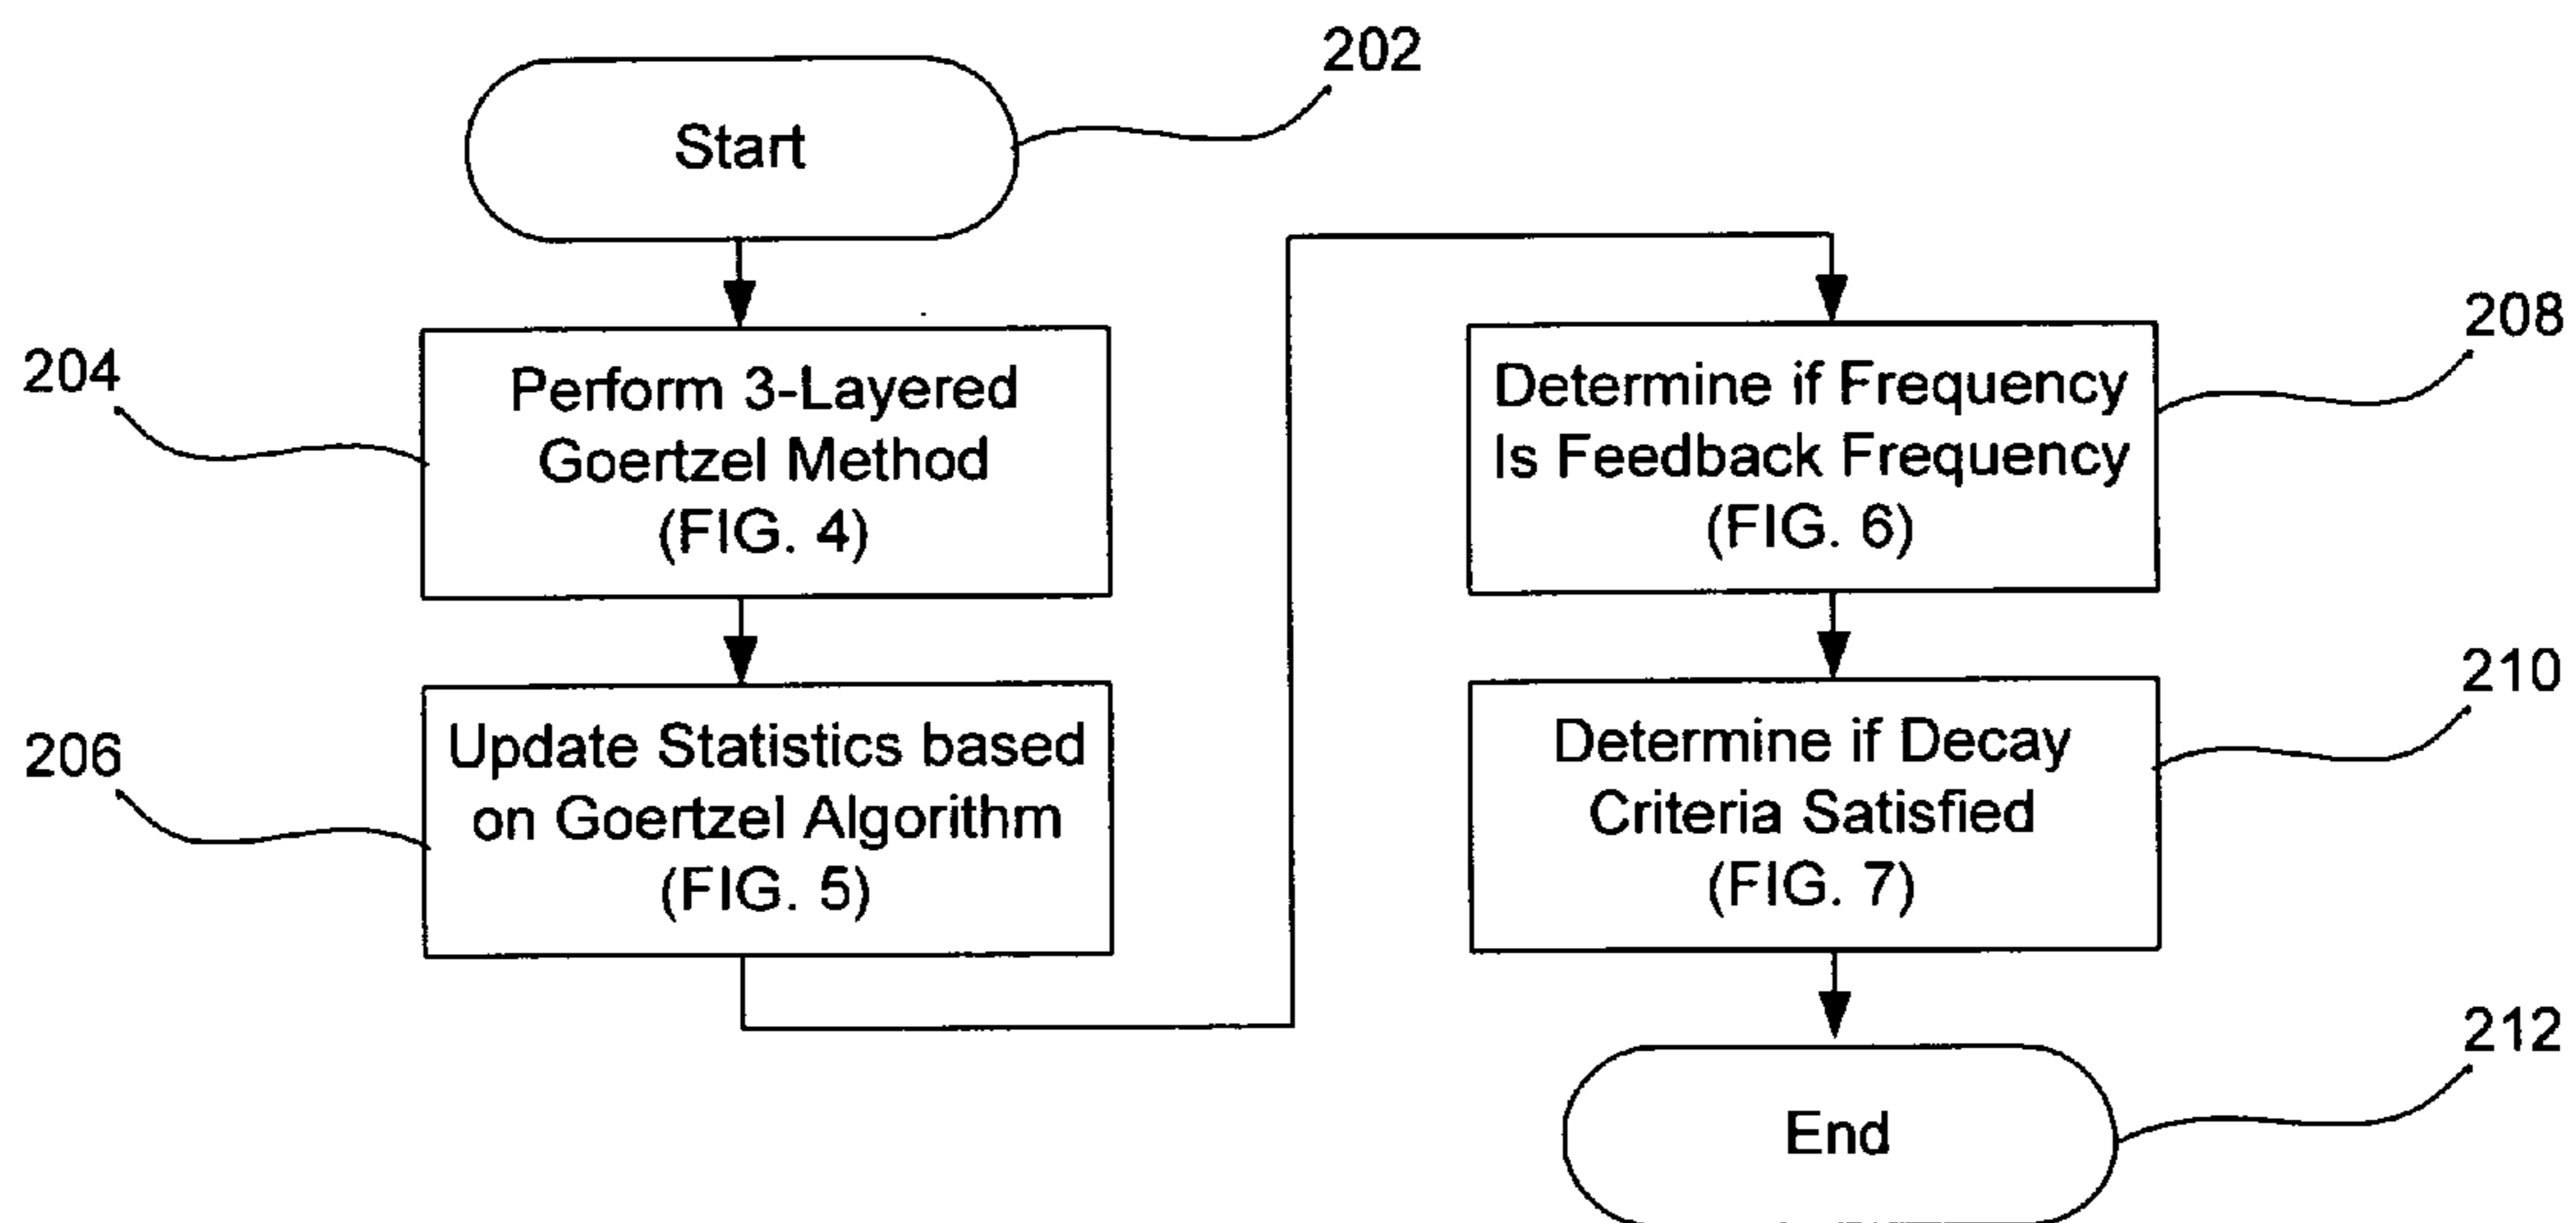 202
Start
204
Perform 3-Layered
Goertzel Method
(FIG. 4)
206
Update Statistics based
on Goertzel Algorithm
(FIG. 5)
208
Determine if Frequency
Is Feedback Frequency
(FIG. 6)
210
Determine if Decay
Criteria Satisfied
(FIG. 7)
212
End